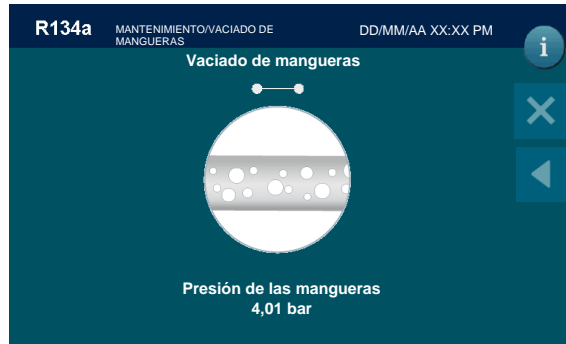 R134a
MANTENIMIENTO/VACIADO DE
MANGUERAS
DD/MM/AA XX:XX PM
i
Vaciado de mangueras
Presión de las mangueras
4,01 bar